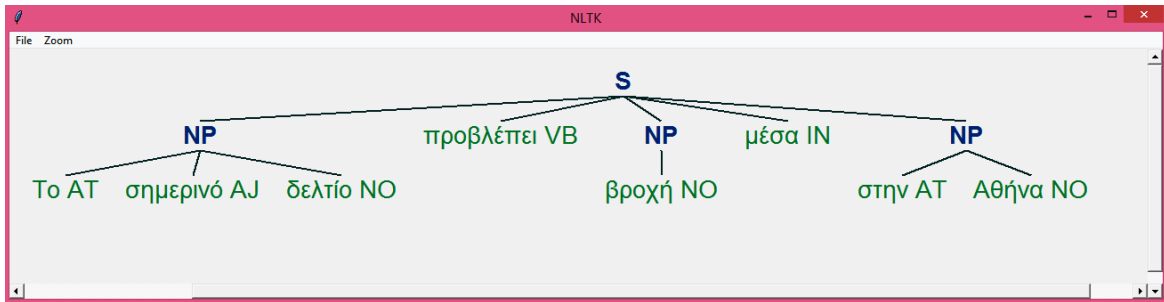 NLTK
File Zoom
S
NP προβλέπει VB NP μέσα IN NP
Το AT σημερινό AJ δελτίο NO βροχή NO στην AT Αθήνα NO